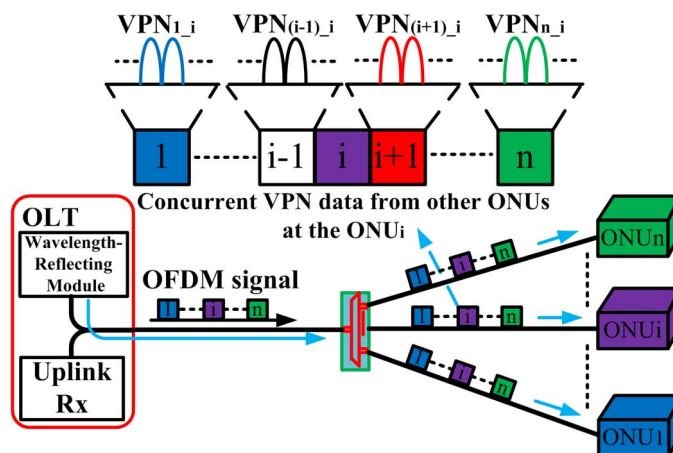 VPN1_i VPN(i-1)_i VPN(i+1)_i VPNn_i
1 i-1 i i+1 n
Concurrent VPN data from other ONUs
at the ONUi
OLT
Wavelength-
Reflecting
Module
OFDM signal
1 i n
Uplink
Rx
1 i n
ONUn
1 i n
ONUi
1 i n
ONU1